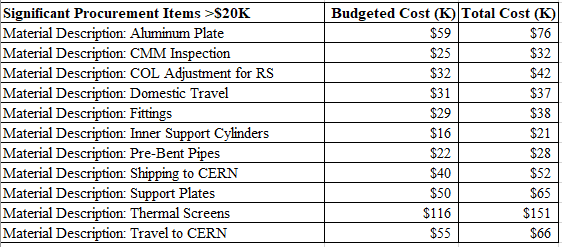 Significant Procurement Items >$20K Budgeted Cost (K) Total Cost (K)
Material Description: Aluminum Plate $59 $76
Material Description: CMM Inspection $25 $32
Material Description: COL Adjustment for RS $32 $42
Material Description: Domestic Travel $31 $37
Material Description: Fittings $29 $38
Material Description: Inner Support Cylinders $16 $21
Material Description: Pre-Bent Pipes $22 $28
Material Description: Shipping to CERN $40 $52
Material Description: Support Plates $50 $65
Material Description: Thermal Screens $116 $151
Material Description: Travel to CERN $55 $66